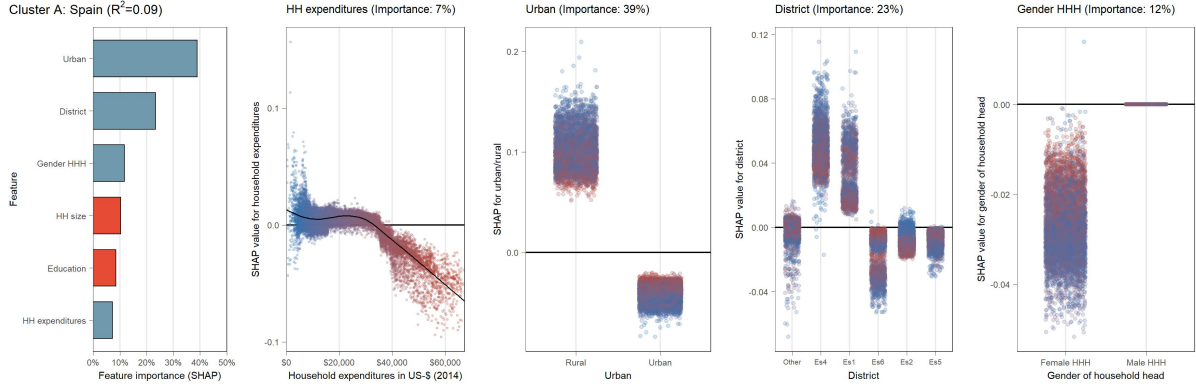 Cluster A: Spain (R²=0.09)
Feature
Urban
District
Gender HHH
HH size
Education
HH expenditures
0% 10% 20% 30% 40% 50%
Feature importance (SHAP)
HH expenditures (Importance: 7%)
SHAP value for household expenditures
0.1
0.0
-0.1
$0 $20,000 $40,000 $60,000
Household expenditures in US-$ (2014)
Urban (Importance: 39%)
SHAP for urban/rural
0.2
0.1
0.0
Rural Urban
Urban
District (Importance: 23%)
SHAP value for district
0.12
0.08
0.04
0.00
-0.04
Other Es4 Es1 Es6 Es2 Es5
District
Gender HHH (Importance: 12%)
SHAP value for gender of household head
0.00
-0.02
-0.04
Female HHH Male HHH
Gender of household head